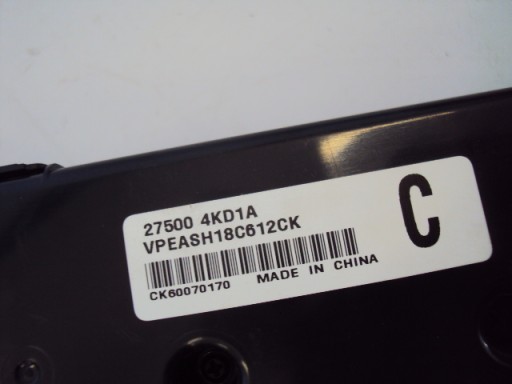 27500 4KD1A
VPEASH18C612CK
C
CK60070170 MADE IN CHINA